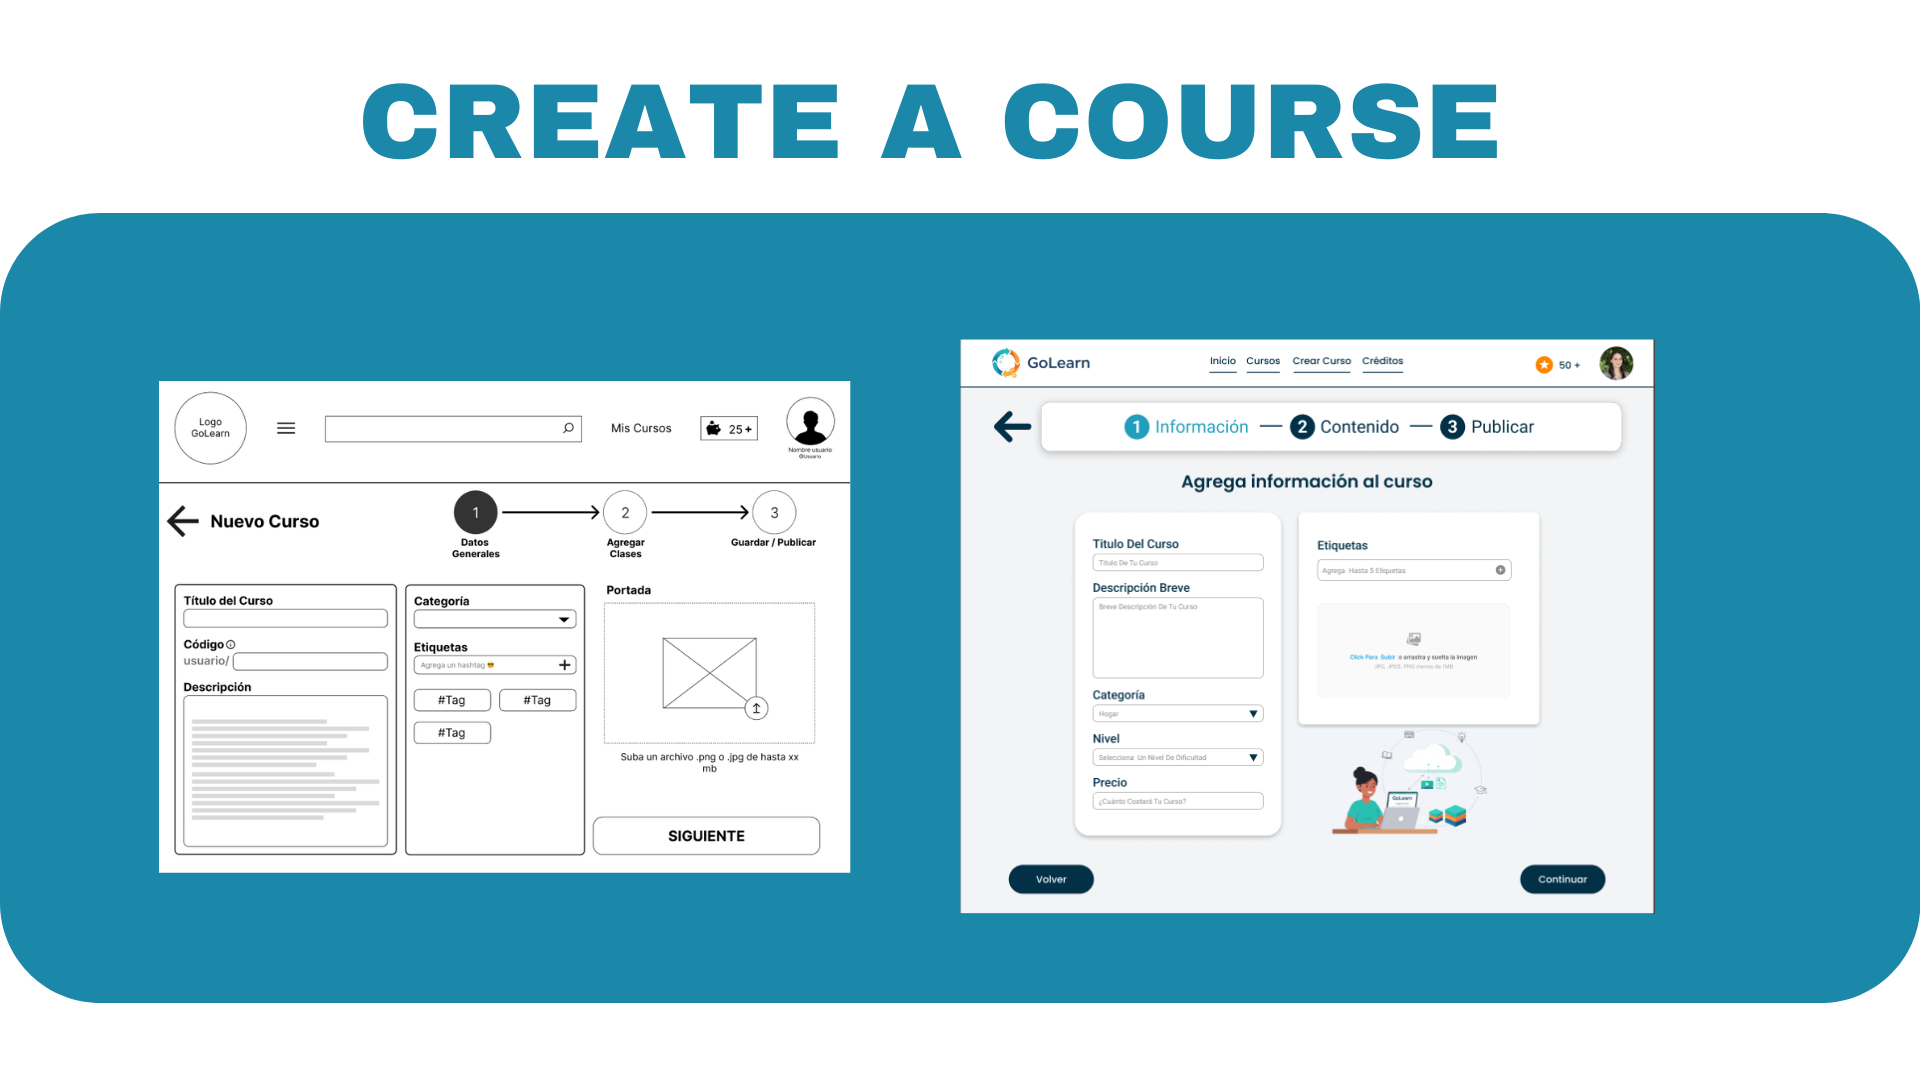 CREATE A COURSE
Logo
GoLearn
Mis Cursos
25+
Nombre usuario
@Usuario
Nuevo Curso
1
2
3
Datos
Generales
Agregar
Clases
Guardar / Publicar
Título del Curso
Código
usuario/
Descripción
Categoría
Etiquetas
Agrega un hashtag 😎
#Tag
#Tag
#Tag
Portada
Suba un archivo .png o .jpg de hasta xx
mb
SIGUIENTE
GoLearn
Inicio Cursos Crear Curso Créditos
50 +
1 Información — 2 Contenido — 3 Publicar
Agrega información al curso
Titulo Del Curso
Titulo De Tu Curso
Descripción Breve
Breve Descripción De Tu Curso
Categoría
Hogar
Nivel
Selecciona Un Nivel De Dificultad
Precio
¿Cuánto Costará Tu Curso?
Etiquetas
Agrega Hasta 5 Etiquetas
Click Para Subir o arrastra y suelta la imagen
JPG, JPEG, PNG menos de 1MB
GoLearn
Volver
Continuar